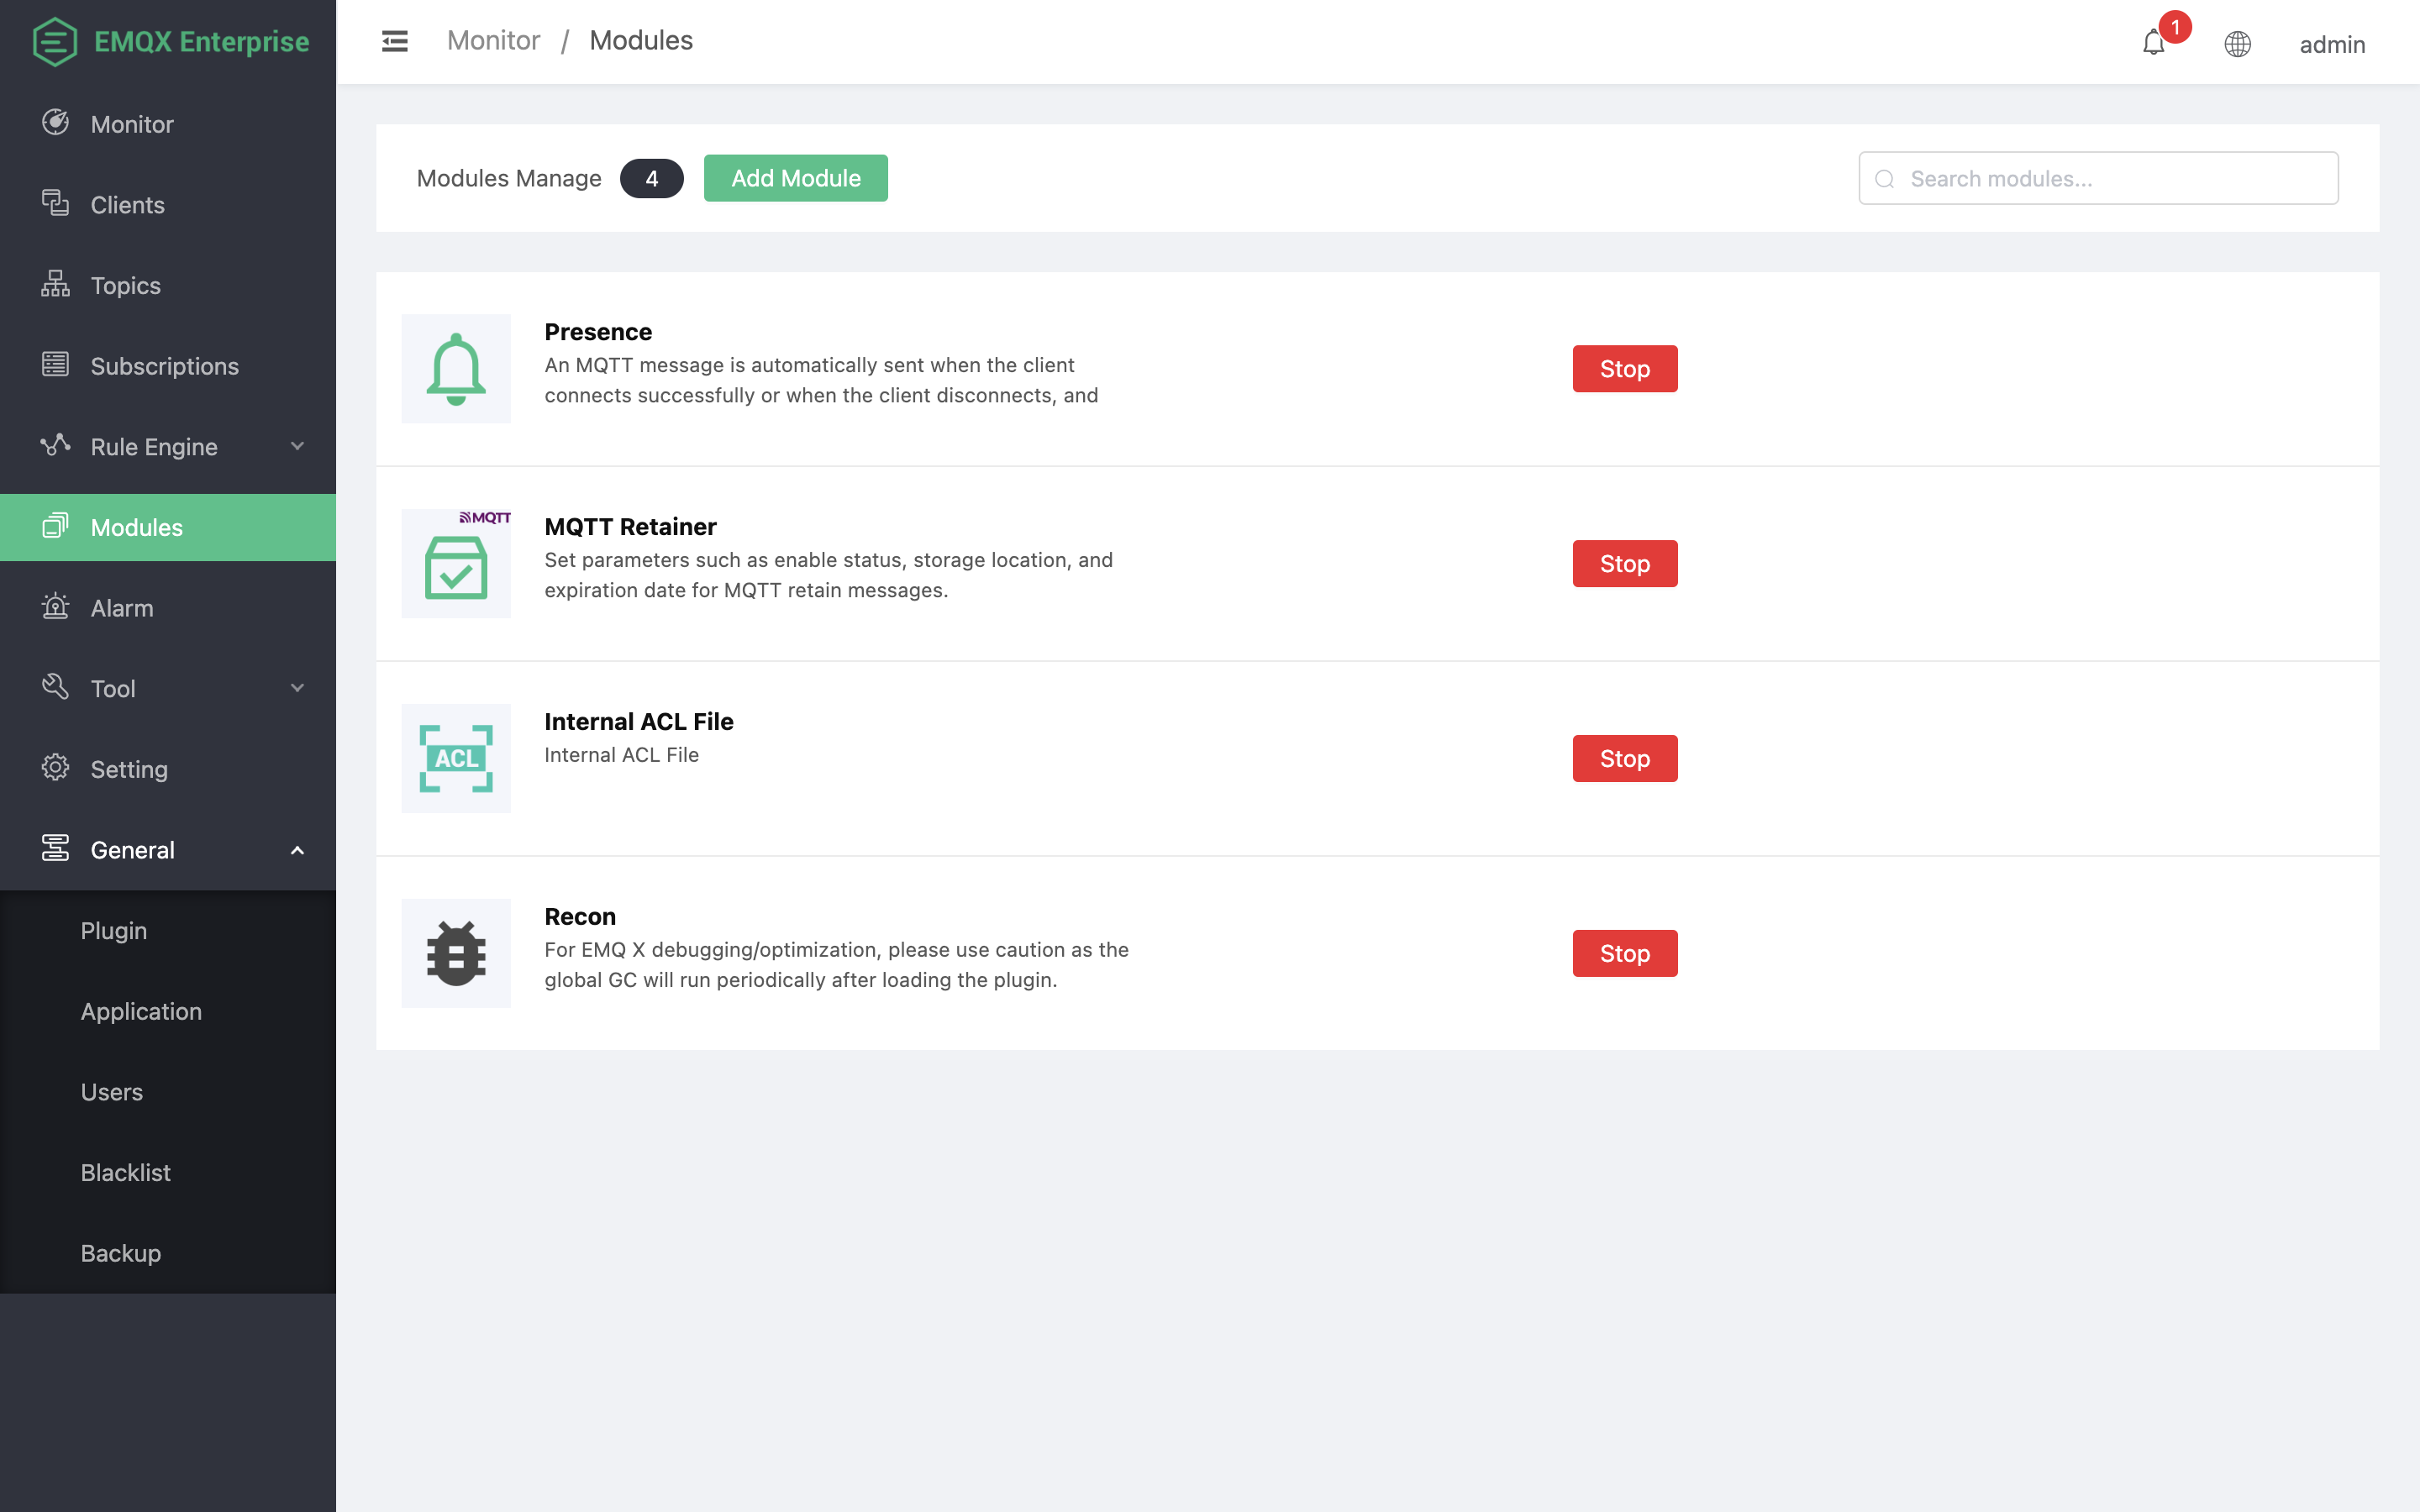 EMQX Enterprise
Monitor
Clients
Topics
Subscriptions
Rule Engine
Modules
Alarm
Tool
Setting
General
Plugin
Application
Users
Blacklist
Backup
Monitor / Modules
1
admin
Modules Manage 4 Add Module
Search modules...
Presence
An MQTT message is automatically sent when the client
connects successfully or when the client disconnects, and
Stop
MQTT
MQTT Retainer
Set parameters such as enable status, storage location, and
expiration date for MQTT retain messages.
Stop
ACL
Internal ACL File
Internal ACL File
Stop
Recon
For EMQ X debugging/optimization, please use caution as the
global GC will run periodically after loading the plugin.
Stop